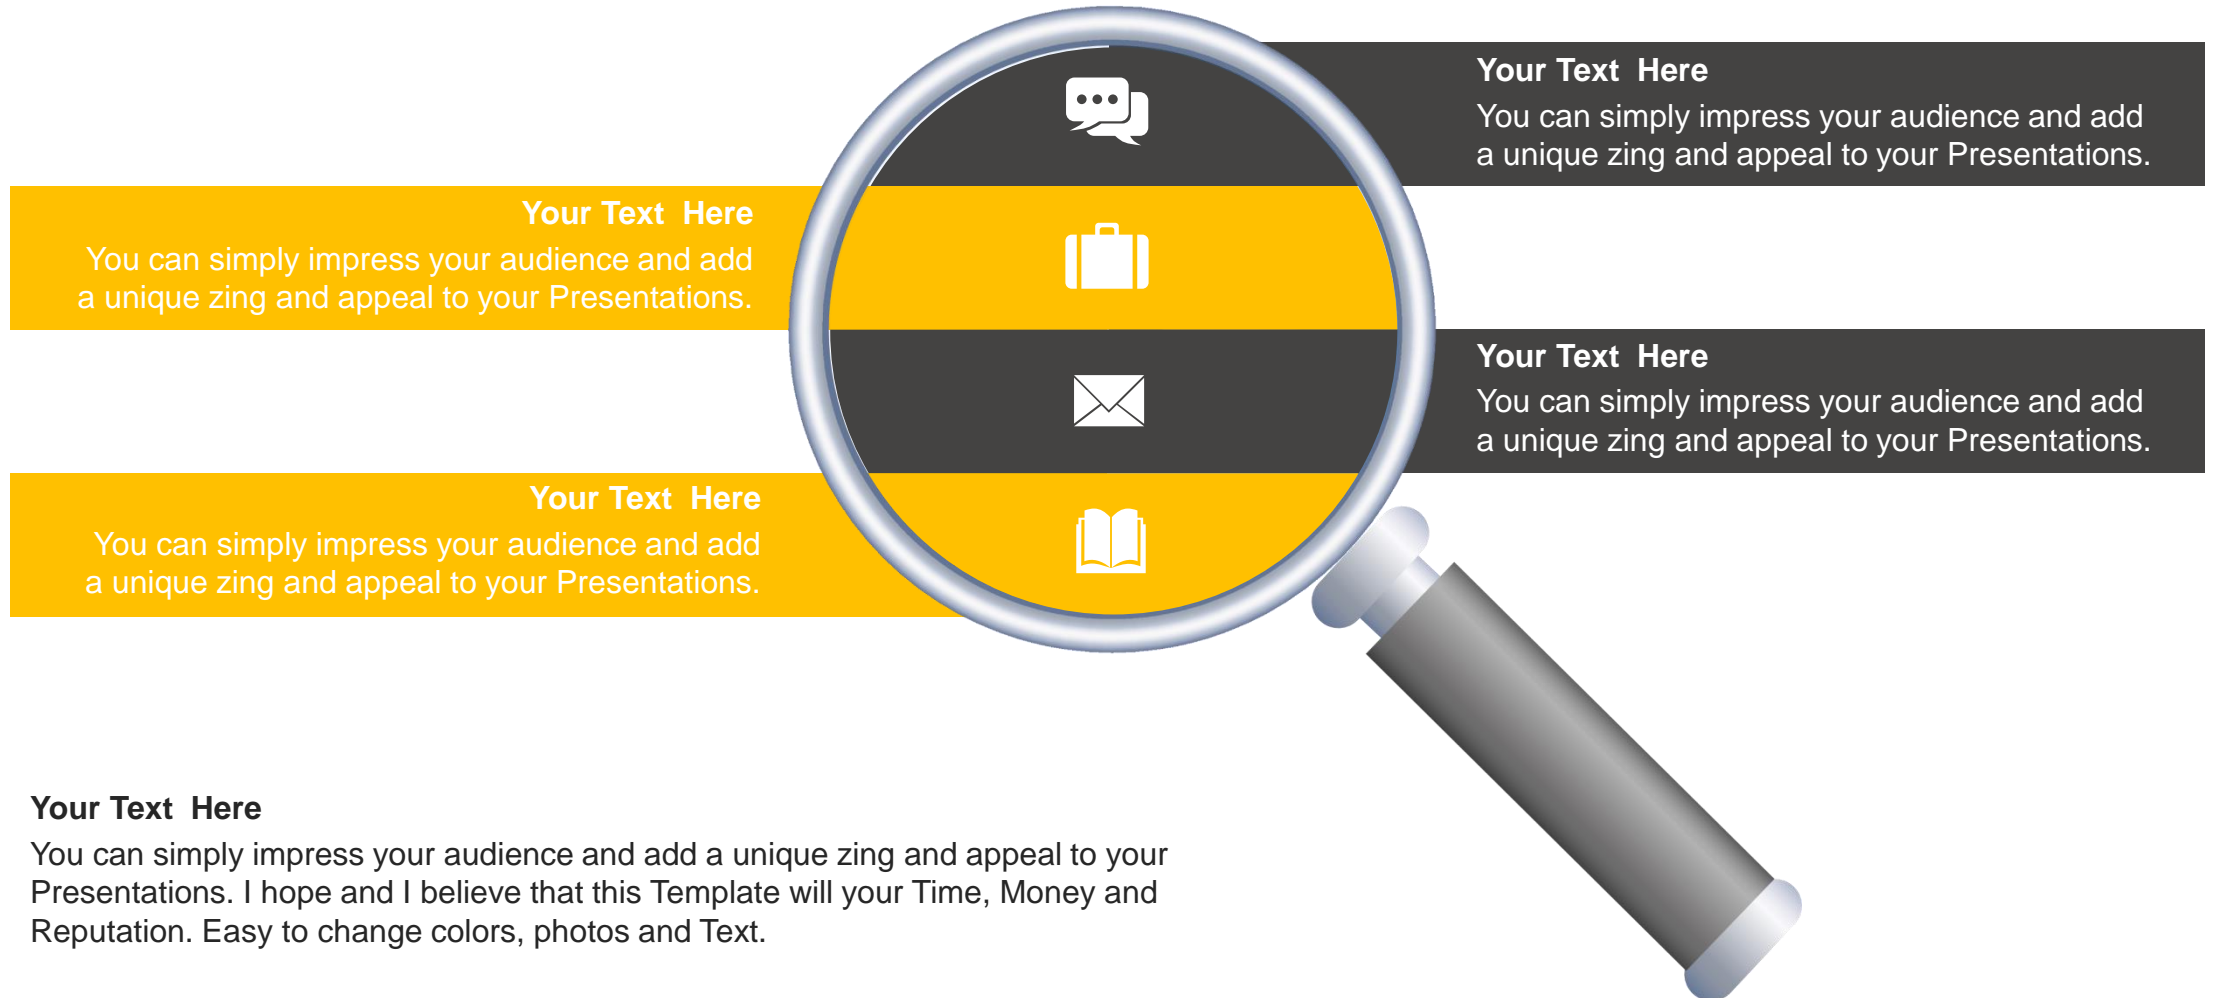 Your Text  Here
You can simply impress your audience and add
a unique zing and appeal to your Presentations.
Your Text  Here
You can simply impress your audience and add
a unique zing and appeal to your Presentations.
Your Text  Here
You can simply impress your audience and add
a unique zing and appeal to your Presentations.
Your Text  Here
You can simply impress your audience and add
a unique zing and appeal to your Presentations.
Your Text  Here
You can simply impress your audience and add a unique zing and appeal to your
Presentations. I hope and I believe that this Template will your Time, Money and
Reputation. Easy to change colors, photos and Text.